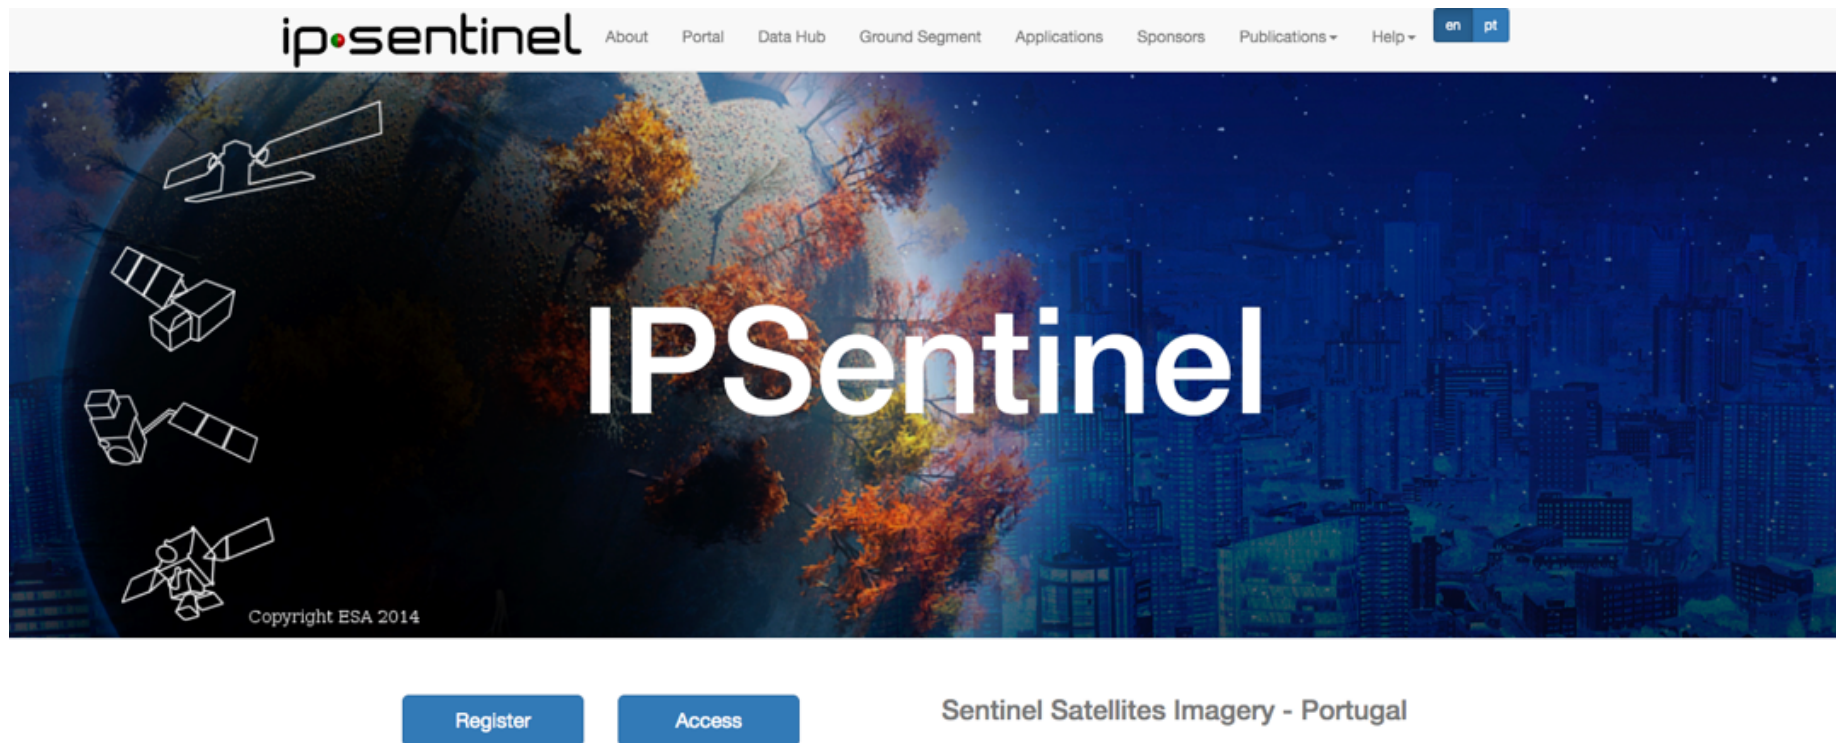 ip•sentinel About Portal Data Hub Ground Segment Applications Sponsors Publications Help en pt
IPSentinel
Copyright ESA 2014
Register Access Sentinel Satellites Imagery - Portugal